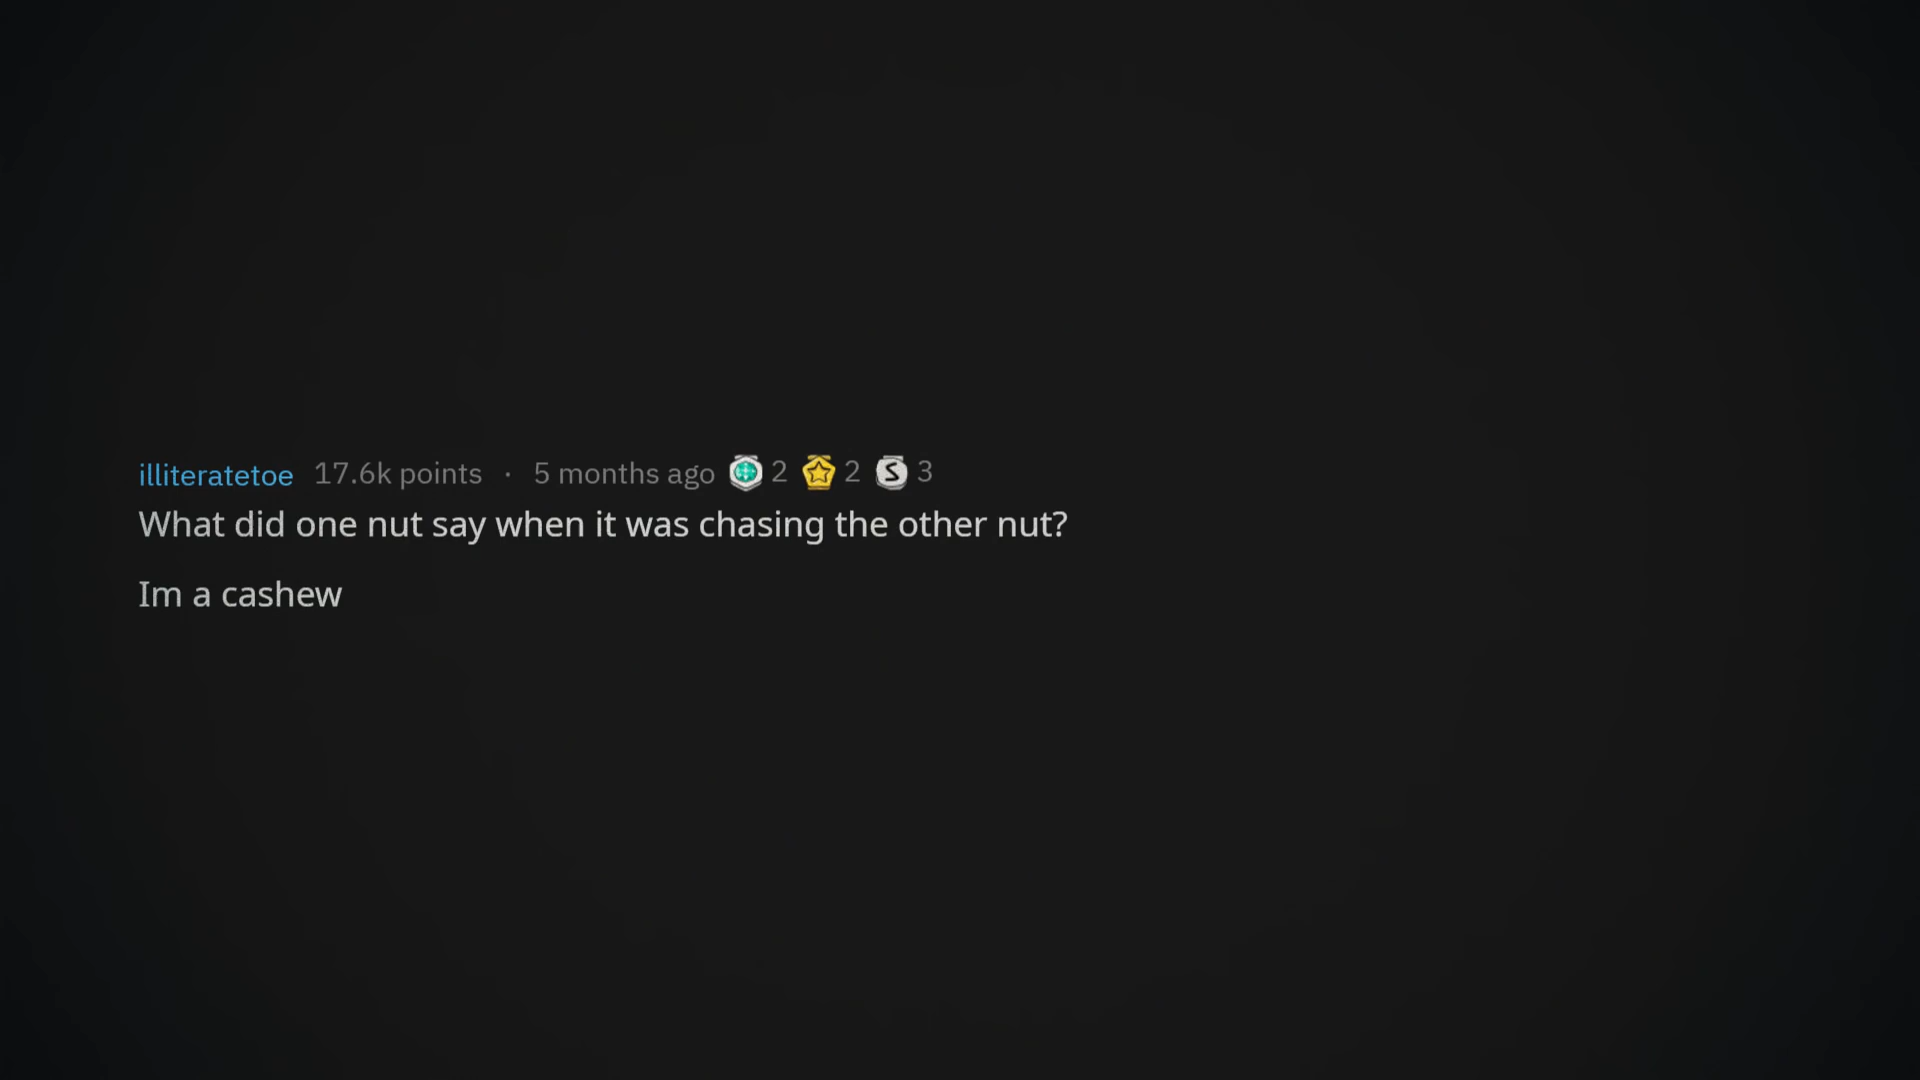 illiteratetoe 17.6k points · 5 months ago 2 2 S 3
What did one nut say when it was chasing the other nut?
Im a cashew